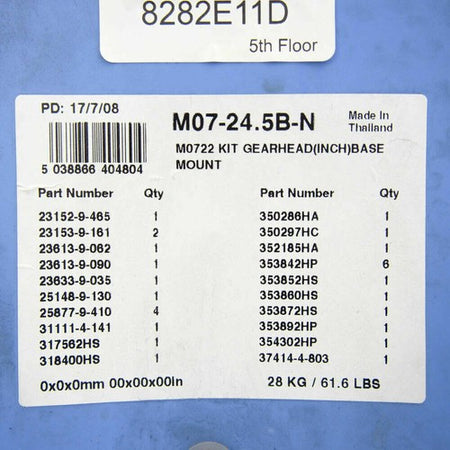 8282E11D
5th Floor
PD: 17/7/08
M07-24.5B-N
Made In
Thailand
5 038866 404804
M0722 KIT GEARHEAD(INCH)BASE
MOUNT
Part Number Qty Part Number Qty
23152-9-465 1 350286HA 1
23153-9-161 2 350297HC 1
23613-9-062 1 352185HA 1
23613-9-090 1 353842HP 6
23633-9-035 1 353852HS 1
25148-9-130 1 353860HS 1
25877-9-410 4 353872HS 1
31111-4-141 1 353892HP 1
317562HS 1 354302HP 1
318400HS 1 37414-4-803 1
0x0x0mm 00x00x00In 28 KG / 61.6 LBS